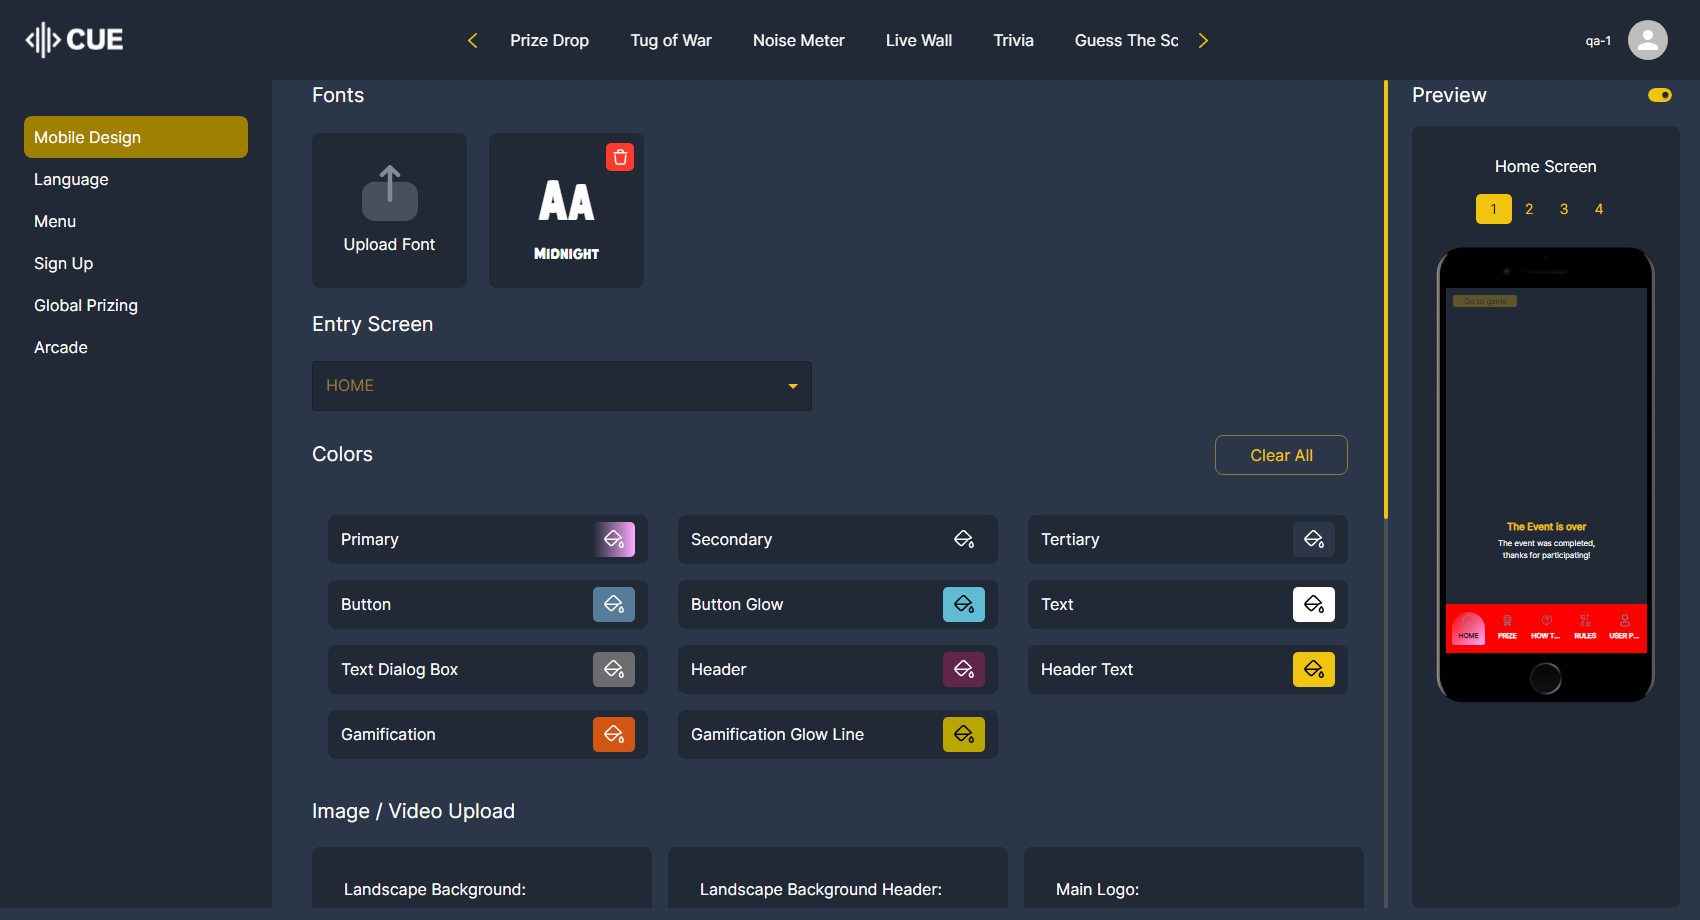 CUE
Prize Drop
Tug of War
Noise Meter
Live Wall
Trivia
Guess The Sc
qa-1
Mobile Design
Language
Menu
Sign Up
Global Prizing
Arcade
Fonts
Upload Font
AA
MIDNIGHT
Entry Screen
HOME
Colors
Clear All
Primary
Secondary
Tertiary
Button
Button Glow
Text
Text Dialog Box
Header
Header Text
Gamification
Gamification Glow Line
Image / Video Upload
Landscape Background:
Landscape Background Header:
Main Logo:
Preview
Home Screen
1 2 3 4
Go to game
The Event is over
The event was completed,
thanks for participating!
HOME PRIZE HOW T... RULES USER P...